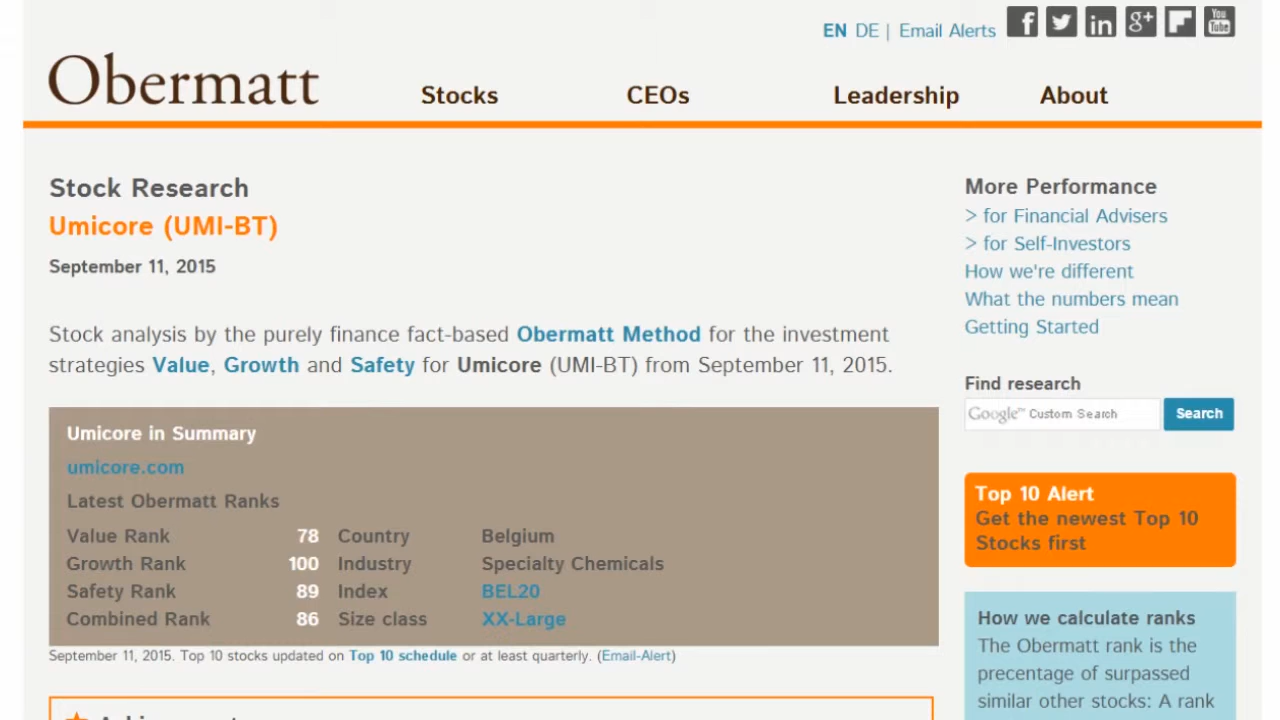 EN DE | Email Alerts
f in g+ You Tube
Obermatt
Stocks CEOs Leadership About
Stock Research
Umicore (UMI-BT)
September 11, 2015
Stock analysis by the purely finance fact-based Obermatt Method for the investment
strategies Value, Growth and Safety for Umicore (UMI-BT) from September 11, 2015.
Umicore in Summary
umicore.com
Latest Obermatt Ranks
Value Rank 78 Country Belgium
Growth Rank 100 Industry Specialty Chemicals
Safety Rank 89 Index BEL20
Combined Rank 86 Size class XX-Large
September 11, 2015. Top 10 stocks updated on Top 10 schedule or at least quarterly. (Email-Alert)
More Performance
> for Financial Advisers
> for Self-Investors
How we're different
What the numbers mean
Getting Started
Find research
Google™ Custom Search Search
Top 10 Alert
Get the newest Top 10
Stocks first
How we calculate ranks
The Obermatt rank is the
precentage of surpassed
similar other stocks: A rank